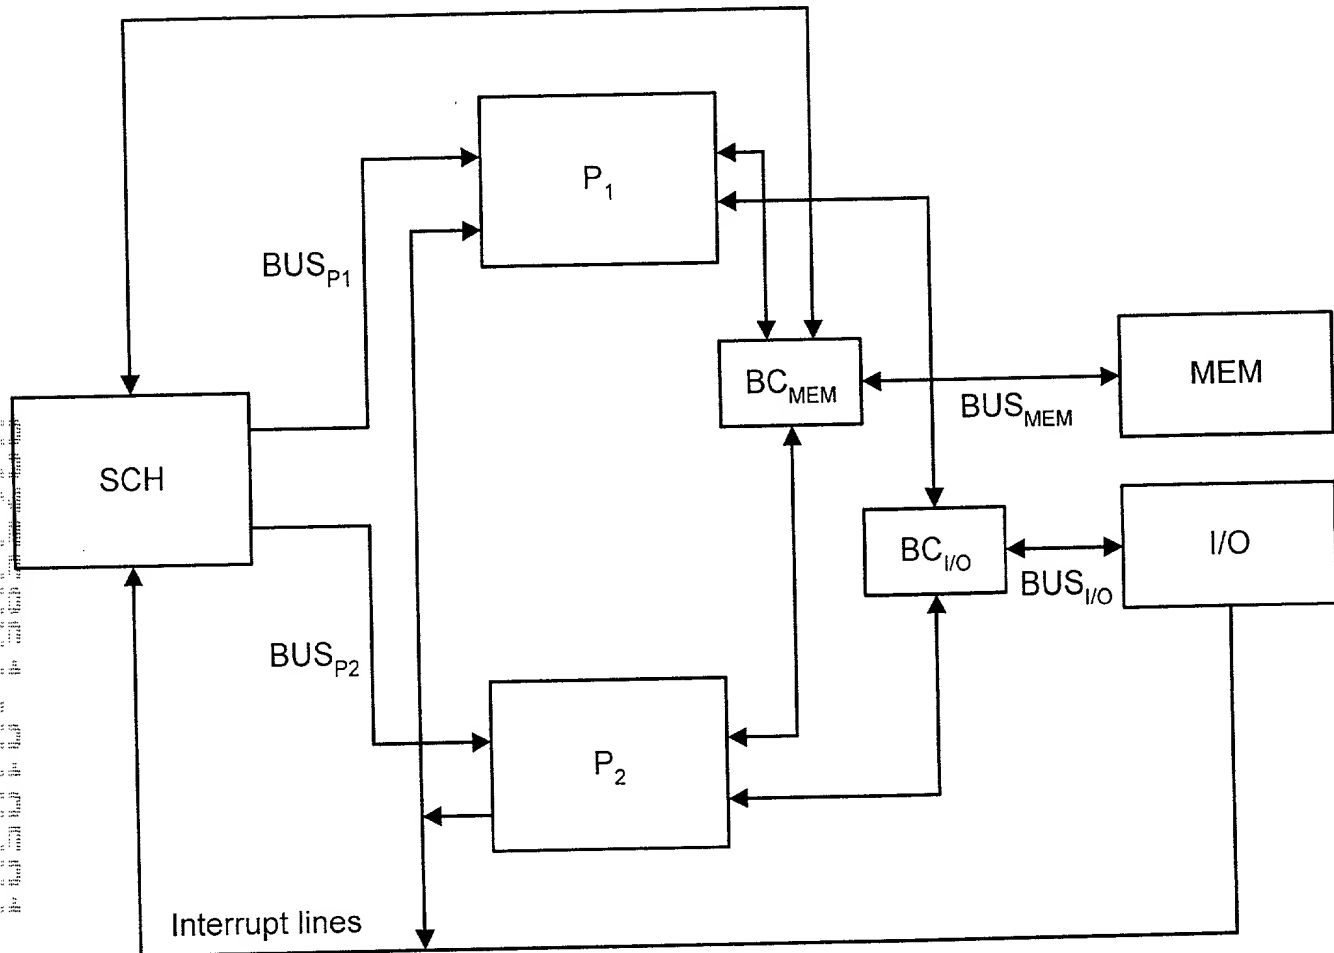 P1
BUSP1
MEM
BCMEM
BUSMEM
SCH
I/O
BCI/O
BUSI/O
BUSP2
P2
Interrupt lines